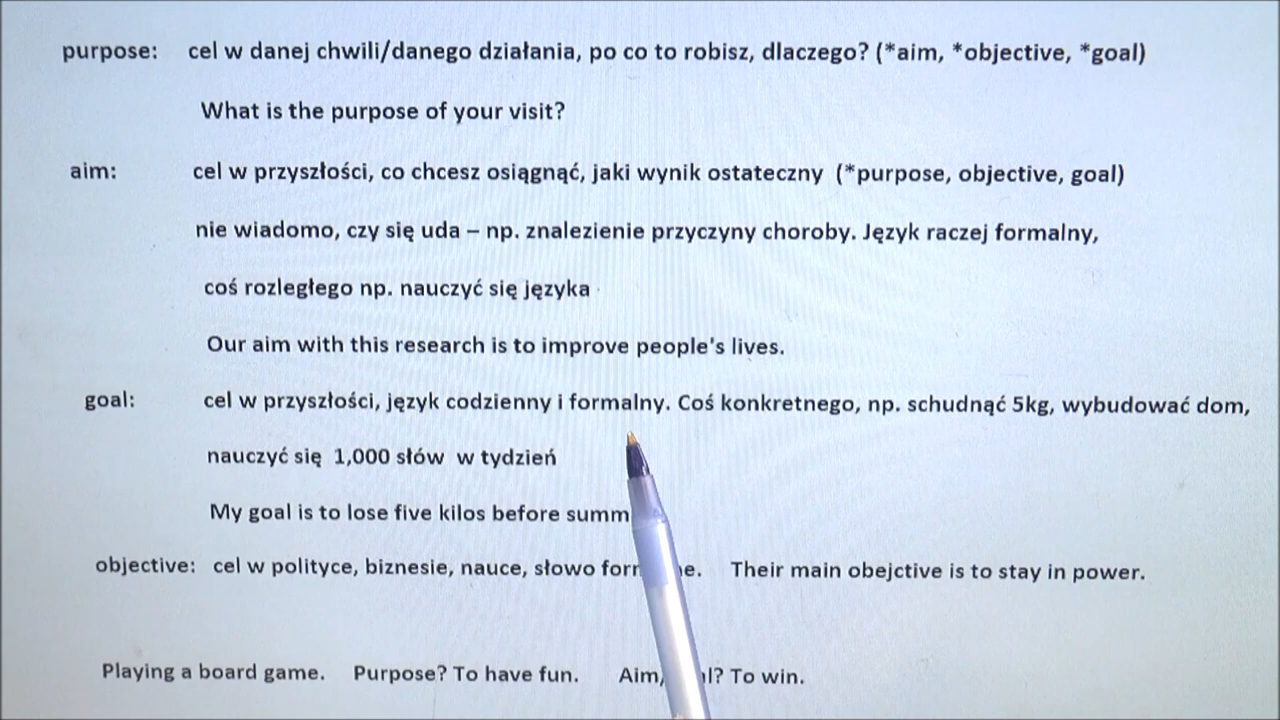 purpose: cel w danej chwili/danego działania, po co to robisz, dlaczego? (*aim, *objective, *goal)
What is the purpose of your visit?
aim: cel w przyszłości, co chcesz osiągnąć, jaki wynik ostateczny (*purpose, objective, goal)
nie wiadomo, czy się uda – np. znalezienie przyczyny choroby. Język raczej formalny,
coś rozległego np. nauczyć się języka
Our aim with this research is to improve people's lives.
goal: cel w przyszłości, język codzienny i formalny. Coś konkretnego, np. schudnąć 5kg, wybudować dom,
nauczyć się 1,000 słów w tydzień
My goal is to lose five kilos before
objective: cel w polityce, biznesie, nauce, słowo Their main obejctive is to stay in power.
Playing a board game. Purpose? To have fun. Aim, To win.